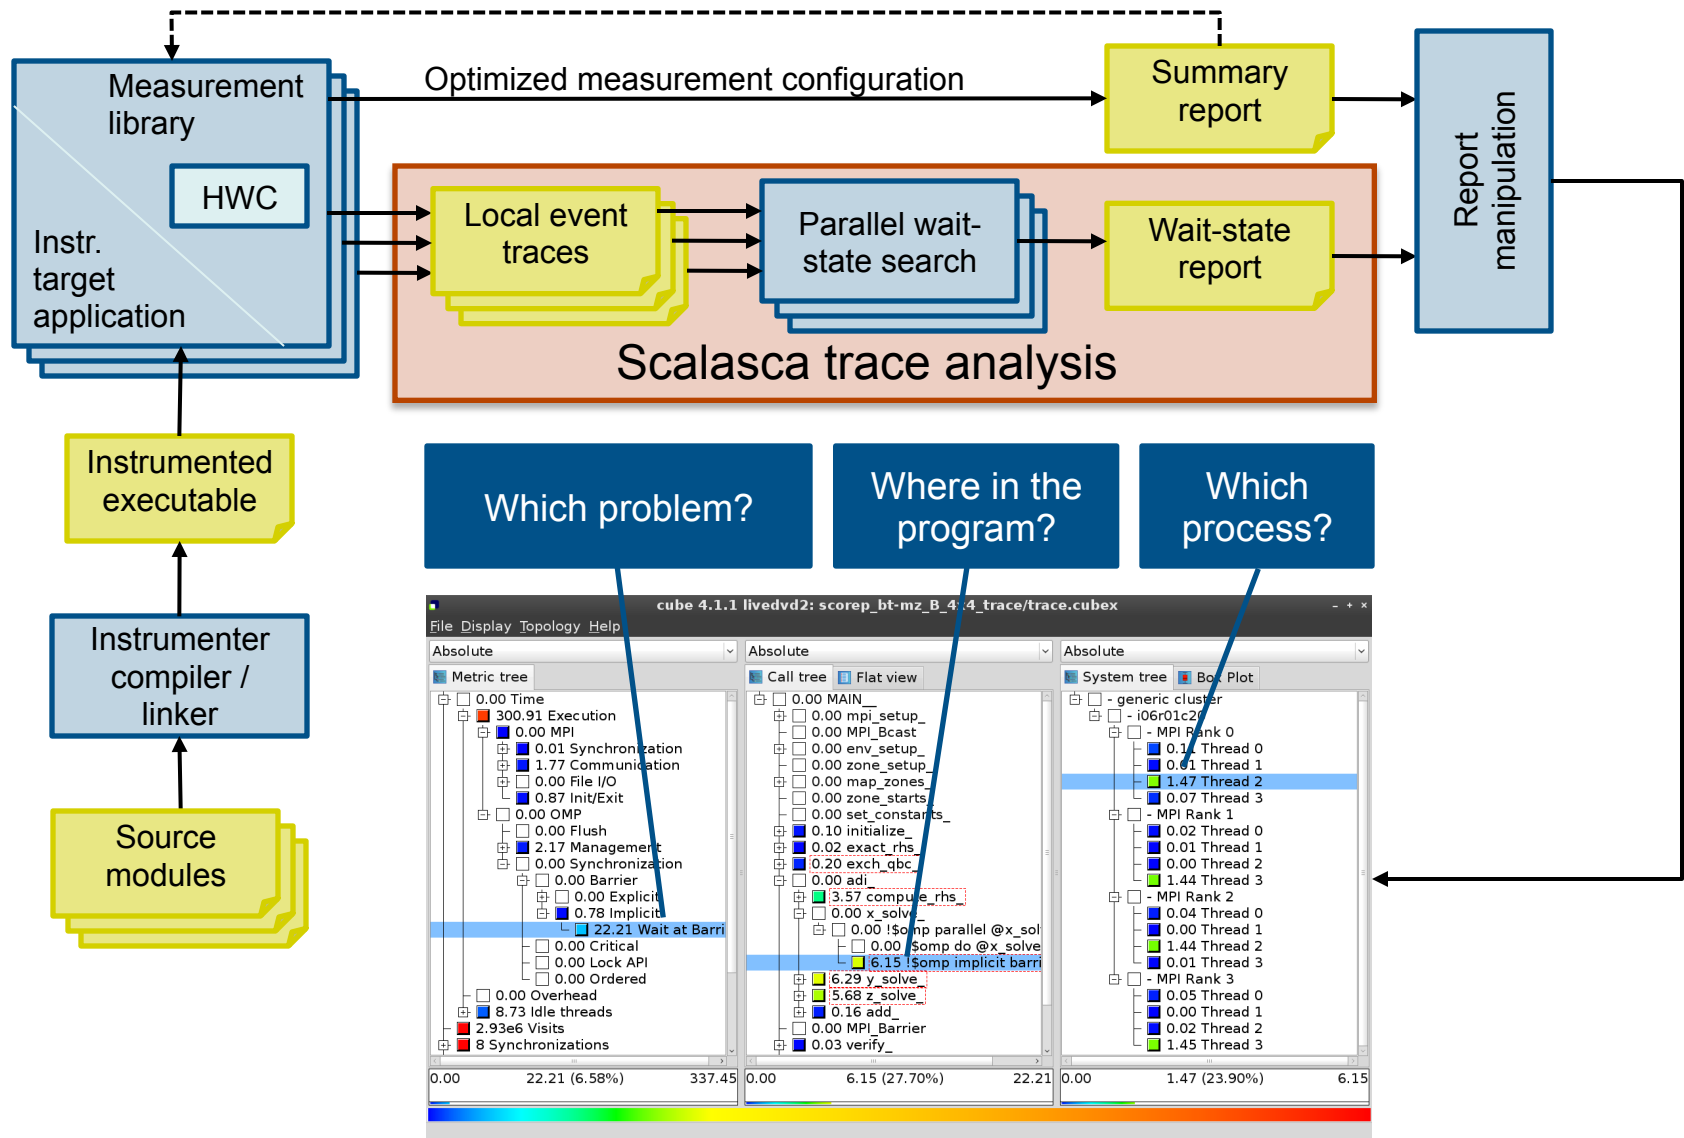 Measurement
library
HWC
Instr.
target
application
Optimized measurement configuration
Summary
report
Report
manipulation
Local event
traces
Parallel wait-
state search
Wait-state
report
Scalasca trace analysis
Instrumented
executable
Instrumenter
compiler /
linker
Source
modules
Which problem?
Where in the
program?
Which
process?
cube 4.1.1 livedvd2: scorep_bt-mz_B_4x4_trace/trace.cubex
File Display Topology Help
Absolute
Metric tree
0.00 Time
300.91 Execution
0.00 MPI
0.01 Synchronization
1.77 Communication
0.00 File I/O
0.87 Init/Exit
0.00 OMP
0.00 Flush
2.17 Management
0.00 Synchronization
0.00 Barrier
0.00 Explicit
0.78 Implicit
22.21 Wait at Barri
0.00 Critical
0.00 Lock API
0.00 Ordered
0.00 Overhead
8.73 Idle threads
2.93e6 Visits
8 Synchronizations
0.00 22.21 (6.58%) 337.45
Absolute
Call tree Flat view
0.00 MAIN__
0.00 mpi_setup_
0.00 MPI_Bcast
0.00 env_setup_
0.00 zone_setup_
0.00 map_zones_
0.00 zone_starts_
0.00 set_constants_
0.10 initialize_
0.02 exact_rhs_
0.20 exch_qbc_
0.00 adi_
3.57 compute_rhs_
0.00 x_solve_
0.00 !$omp parallel @x_sol
0.00 !$omp do @x_solve
6.15 !$omp implicit barri
6.29 y_solve_
5.68 z_solve_
0.16 add_
0.00 MPI_Barrier
0.03 verify_
0.00 6.15 (27.70%) 22.21
Absolute
System tree Box Plot
- generic cluster
- i06r01c20
- MPI Rank 0
0.11 Thread 0
0.01 Thread 1
1.47 Thread 2
0.07 Thread 3
- MPI Rank 1
0.02 Thread 0
0.01 Thread 1
0.00 Thread 2
1.44 Thread 3
- MPI Rank 2
0.04 Thread 0
0.00 Thread 1
1.44 Thread 2
0.01 Thread 3
- MPI Rank 3
0.05 Thread 0
0.00 Thread 1
0.02 Thread 2
1.45 Thread 3
0.00 1.47 (23.90%) 6.15